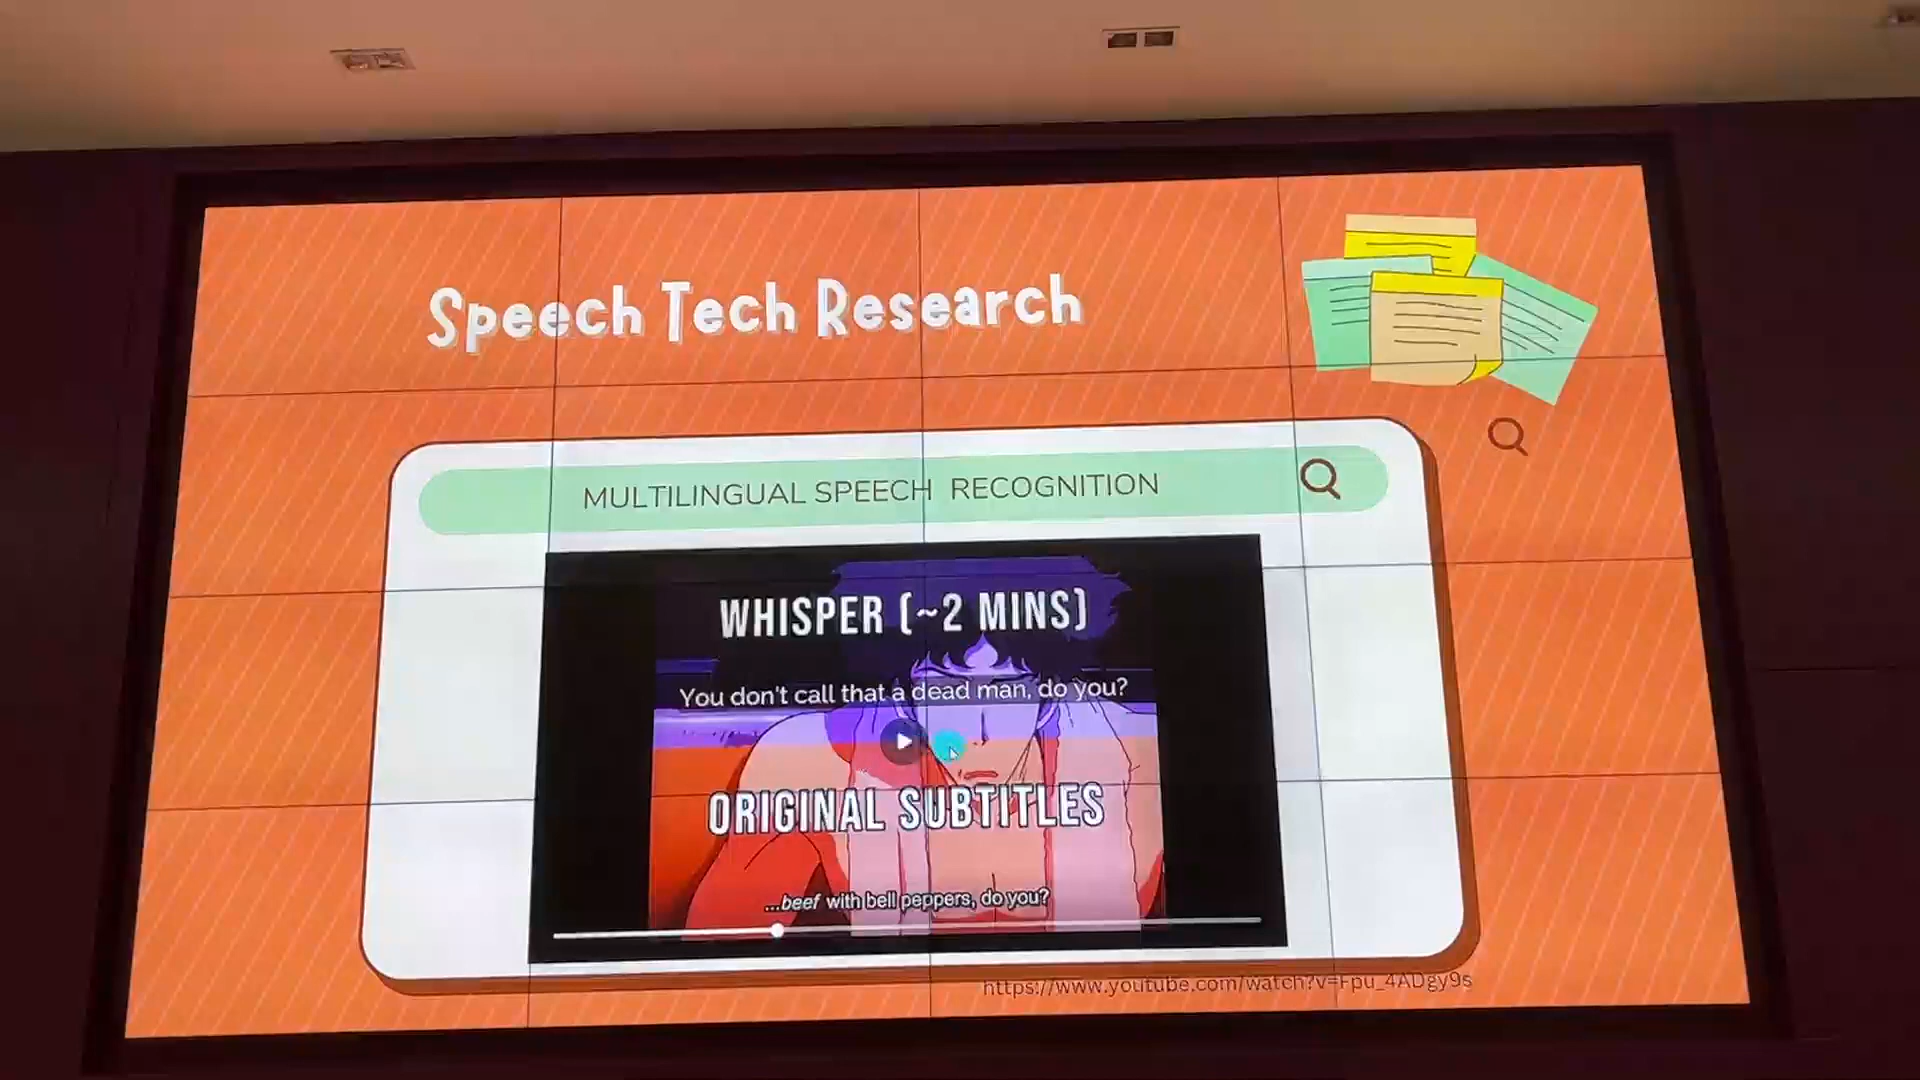 Speech Tech Research
MULTILINGUAL SPEECH RECOGNITION
WHISPER (~2 MINS)
You don't call that a dead man, do you?
ORIGINAL SUBTITLES
...beef with bell peppers, do you?
https://www.youtube.com/watch?v=Fpu_4ADgy9s